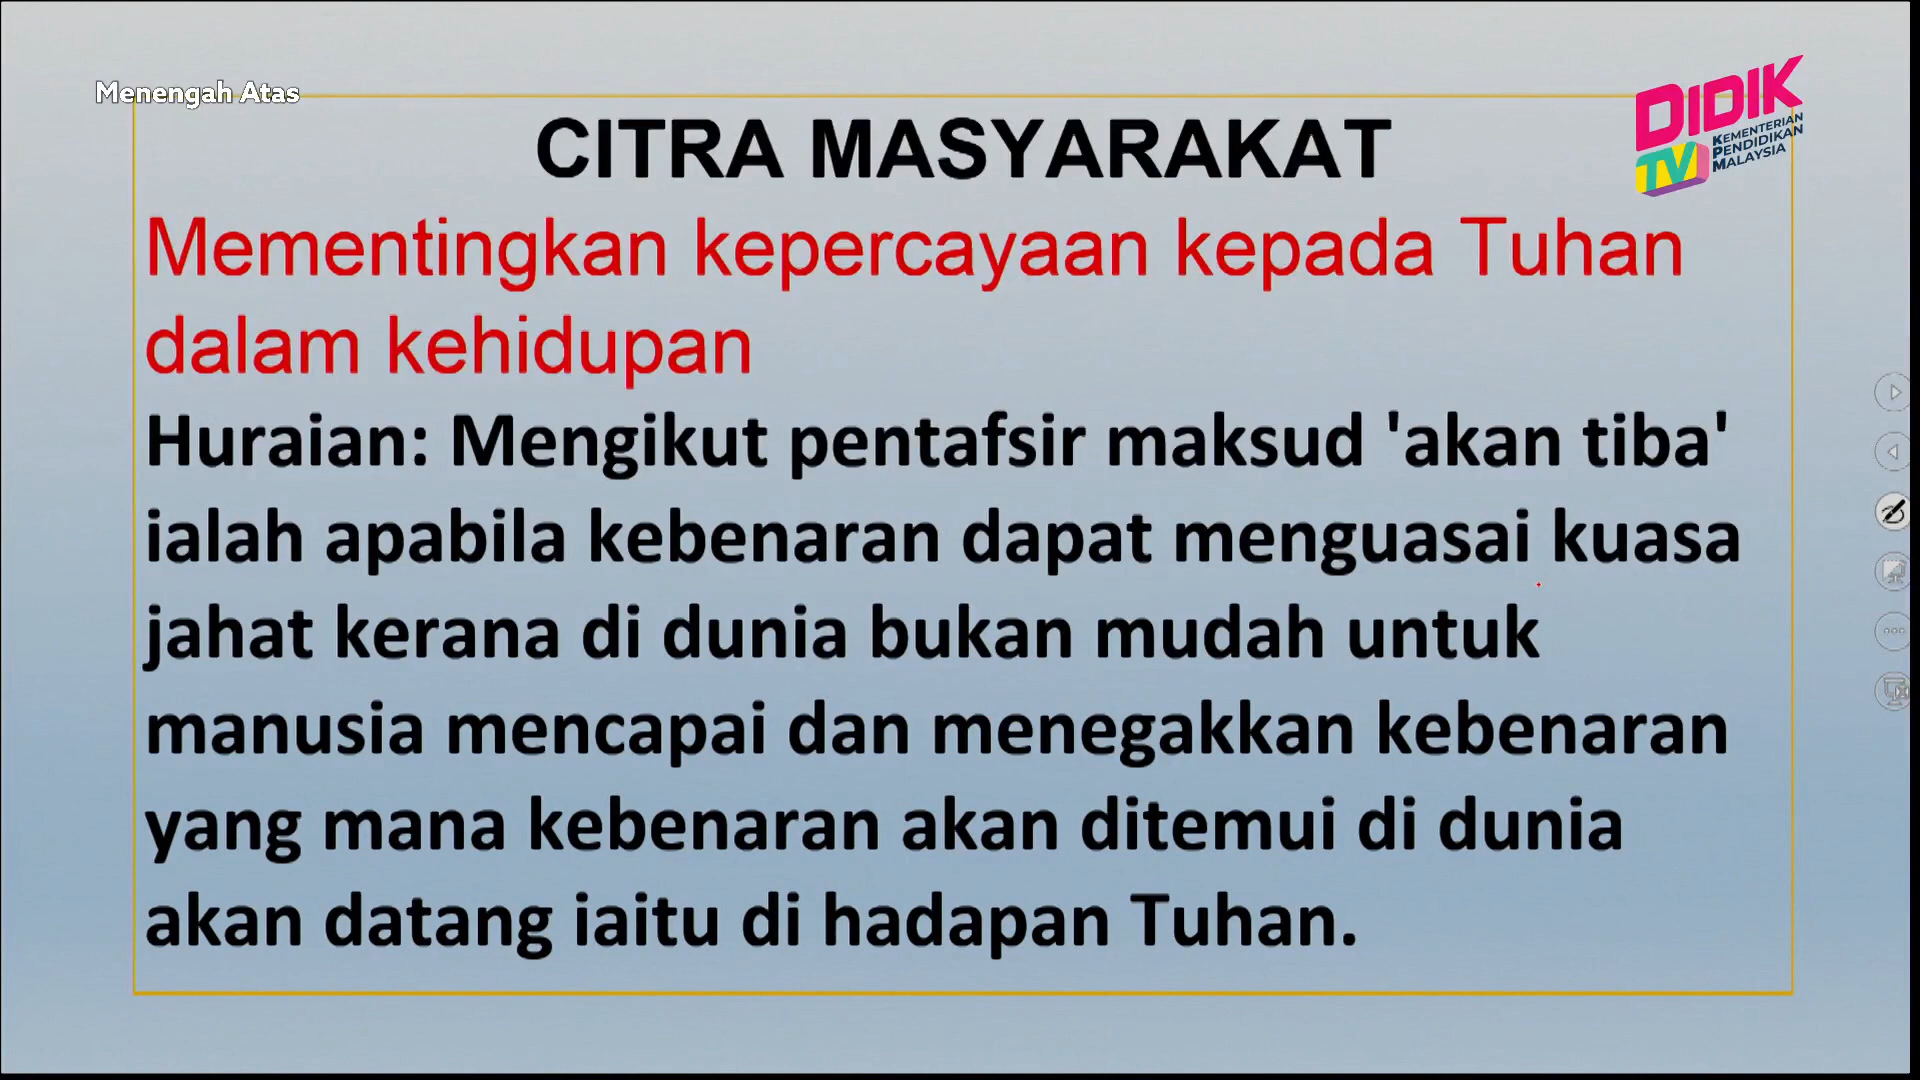 Menengah Atas
DIDIK
TV
KEMENTERIAN
PENDIDIKAN
MALAYSIA
CITRA MASYARAKAT
Mementingkan kepercayaan kepada Tuhan
dalam kehidupan
Huraian: Mengikut pentafsir maksud 'akan tiba'
ialah apabila kebenaran dapat menguasai kuasa
jahat kerana di dunia bukan mudah untuk
manusia mencapai dan menegakkan kebenaran
yang mana kebenaran akan ditemui di dunia
akan datang iaitu di hadapan Tuhan.